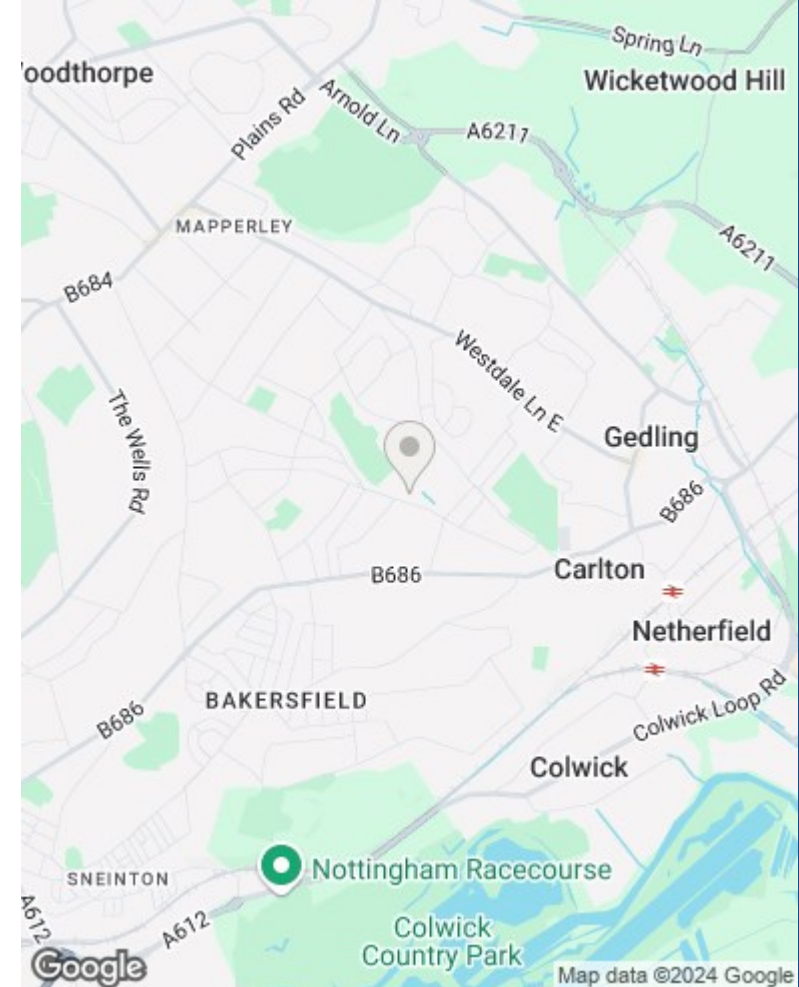 Spring Ln
oodthorpe
Wicketwood Hill
Arnold Ln
Plains Rd
A6211
MAPPERLEY
A6211
B684
Westdale Ln E
The Wells Rd
Gedling
B686
B686
Carlton
Netherfield
BAKERSFIELD
B686
Colwick Loop Rd
Colwick
Nottingham Racecourse
SNEINTON
A612
A612
Colwick
Country Park
Google
Map data ©2024 Google